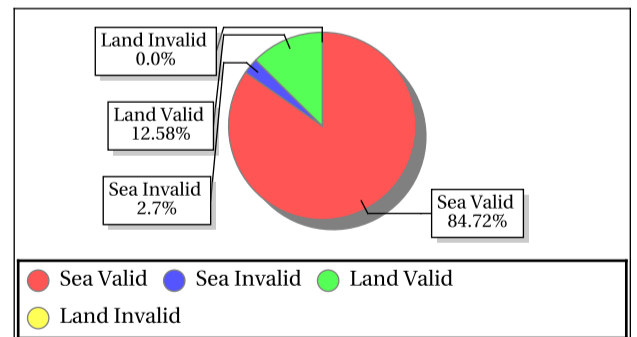 Land Invalid
0.0%
Land Valid
12.58%
Sea Invalid
2.7%
Sea Valid
84.72%
Sea Valid Sea Invalid Land Valid
Land Invalid